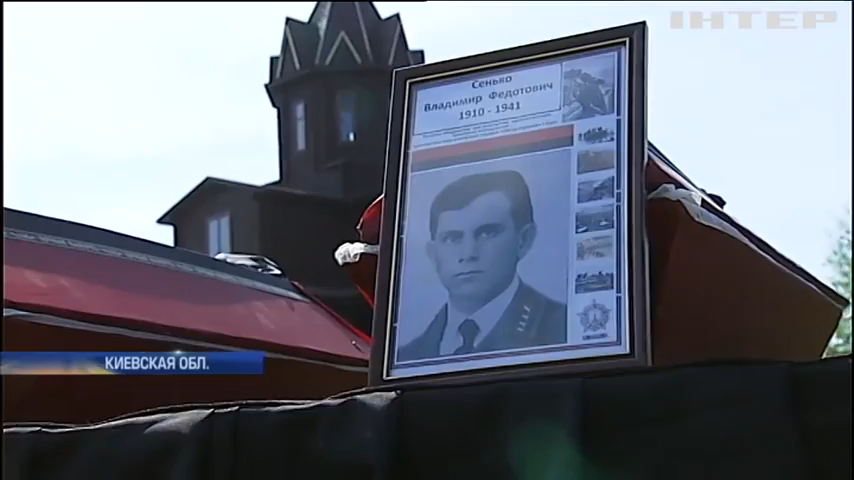 ІНТЕР
Сенько
Владимир Федотович
1910 - 1941
КИЕВСКАЯ ОБЛ.